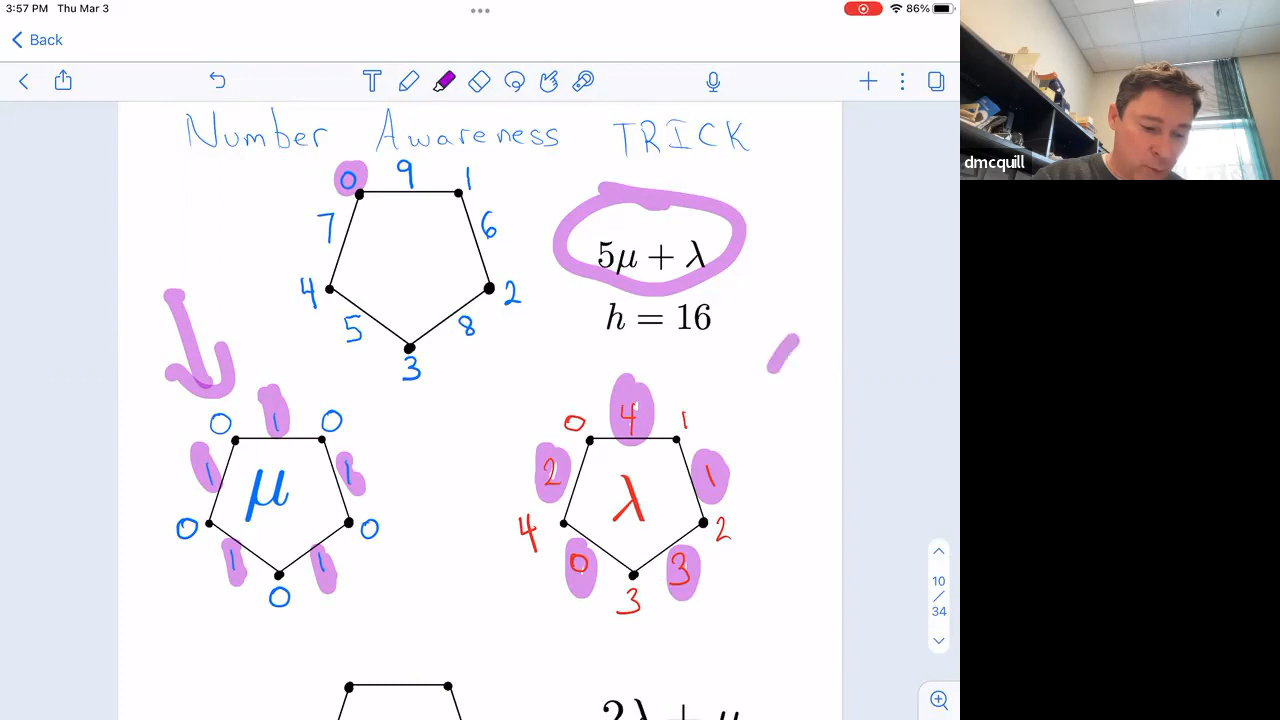 3:57 PM Thu Mar 3
86%
Back
T
Number Awareness TRICK
0 9 1
7 6
4 2
5 8
3
5μ + λ
h = 16
0 1 0
1 μ 1
0 0
1 1
0
0 4 1
2 λ 1
4 2
0 3
3
2λ + μ
10
/
34
dmcquill